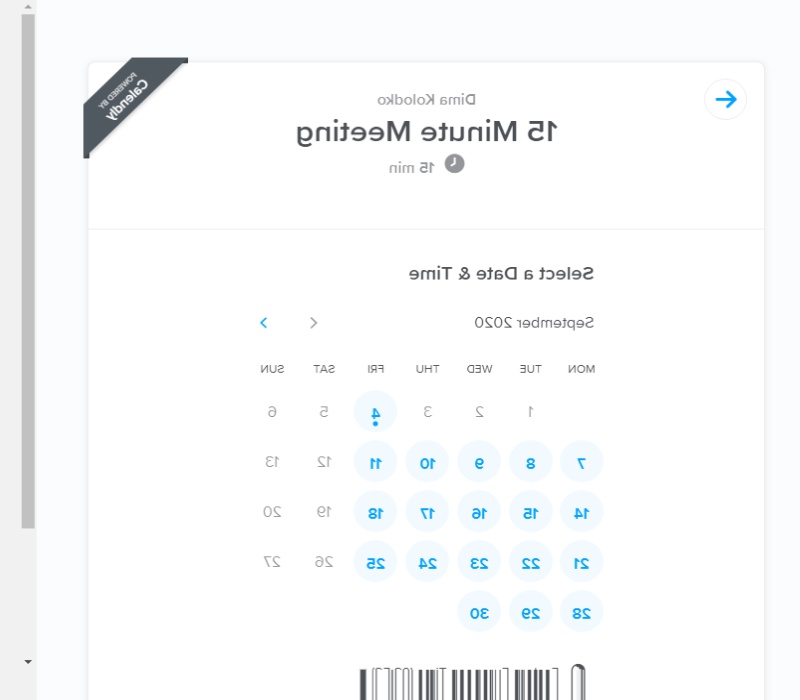 POWERED BY
Calendly
Dima Kolodko
15 Minute Meeting
15 min
Select a Date & Time
September 2020
MON TUE WED THU FRI SAT SUN
1 2 3 4 5 6
7 8 9 10 11 12 13
14 15 16 17 18 19 20
21 22 23 24 25 26 27
28 29 30